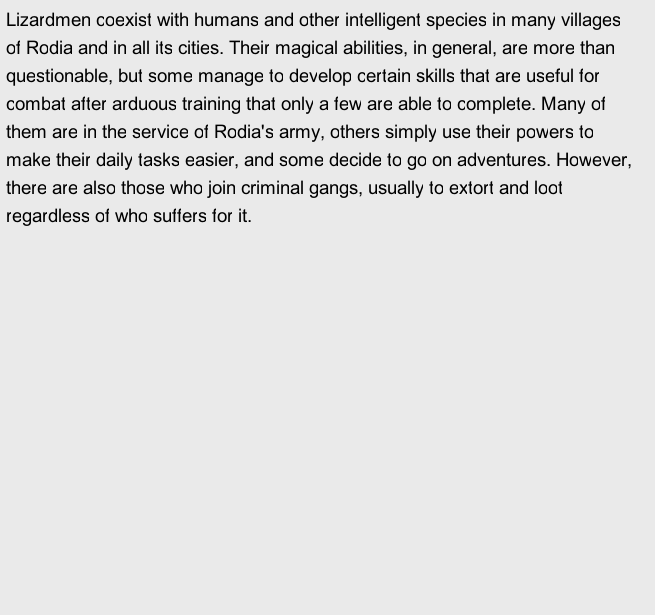 Lizardmen coexist with humans and other intelligent species in many villages
of Rodia and in all its cities. Their magical abilities, in general, are more than
questionable, but some manage to develop certain skills that are useful for
combat after arduous training that only a few are able to complete. Many of
them are in the service of Rodia's army, others simply use their powers to
make their daily tasks easier, and some decide to go on adventures. However,
there are also those who join criminal gangs, usually to extort and loot
regardless of who suffers for it.